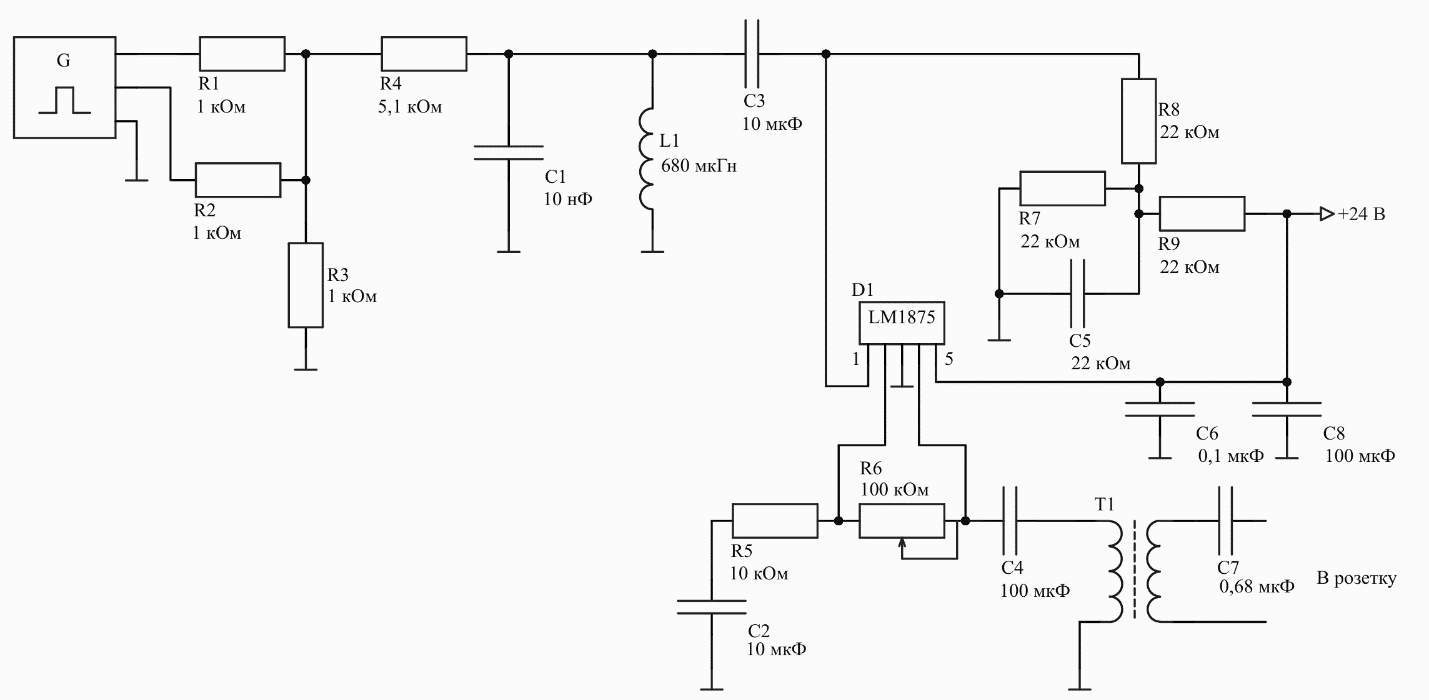 G
R1
1 кОм
R4
5,1 кОм
C3
10 мкФ
R8
22 кОм
L1
680 мкГн
C1
10 нФ
R2
1 кОм
R7
22 кОм
+24 В
R9
22 кОм
R3
1 кОм
D1
LM1875
1
5
C5
22 кОм
C6
0,1 мкФ
C8
100 мкФ
R6
100 кОм
T1
R5
10 кОм
C4
100 мкФ
C7
0,68 мкФ
В розетку
C2
10 мкФ